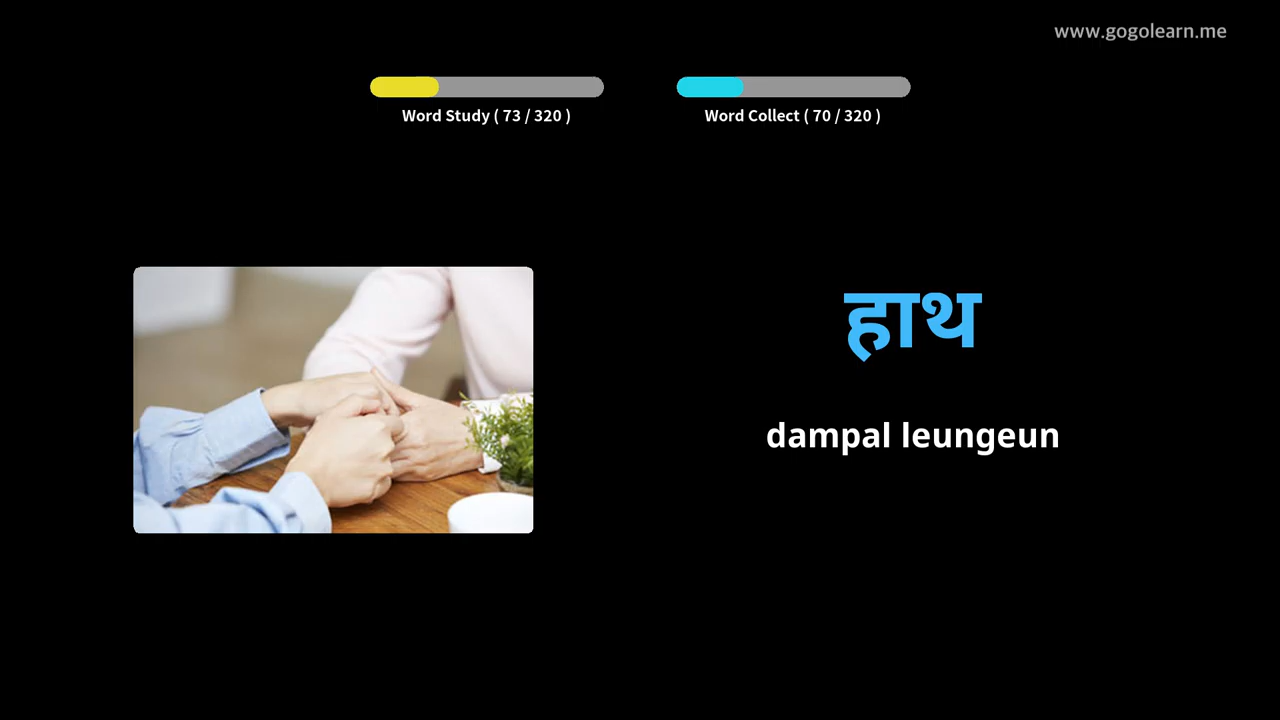 www.gogolearn.me
Word Study ( 73 / 320 )
Word Collect ( 70 / 320 )
हाथ
dampal leungeun